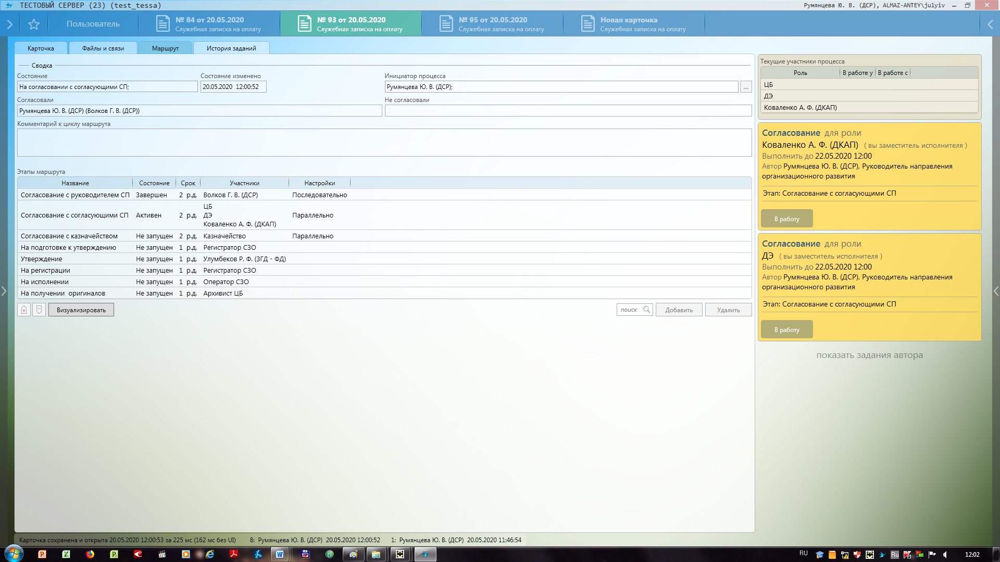 ТЕСТОВЫЙ СЕРВЕР (23) (test_tessa)
Румянцева Ю. В. (ДСР), ALMAZ-ANTEY\julyiv
Пользователь
№ 84 от 20.05.2020
Служебная записка на оплату
№ 93 от 20.05.2020
Служебная записка на оплату
№ 95 от 20.05.2020
Служебная записка на оплату
Новая карточка
Служебная записка на оплату
Карточка
Файлы и связи
Маршрут
История заданий
Сводка
Состояние
Состояние изменено
Инициатор процесса
На согласовании с согласующими СП;
20.05.2020 12:00:52
Румянцева Ю. В. (ДСР);
...
Согласовали
Не согласовали
Румянцева Ю. В. (ДСР) (Волков Г. В. (ДСР))
Комментарий к циклу маршрута
Этапы маршрута
Название Состояние Срок Участники Настройки
Согласование с руководителем СП Завершен 2 р.д. Волков Г. В. (ДСР) Последовательно
Согласование с согласующими СП Активен 2 р.д. ЦБ
ДЭ
Коваленко А. Ф. (ДКАП)
Параллельно
Согласование с казначейством Не запущен 2 р.д. Казначейство Параллельно
На подготовке к утверждению Не запущен 1 р.д. Регистратор СЗО
Утверждение Не запущен 1 р.д. Улумбеков Р. Ф. (ЗГД - ФД)
На регистрации Не запущен 1 р.д. Регистратор СЗО
На исполнении Не запущен 1 р.д. Оператор СЗО
На получении оригиналов Не запущен 1 р.д. Архивист ЦБ
Визуализировать
поиск
Добавить
Удалить
Текущие участники процесса
Роль В работе у В работе с
ЦБ
ДЭ
Коваленко А. Ф. (ДКАП)
Согласование для роли
Коваленко А. Ф. (ДКАП) ( вы заместитель исполнителя )
Выполнить до 22.05.2020 12:00
Автор Румянцева Ю. В. (ДСР), Руководитель направления
организационного развития
Этап: Согласование с согласующими СП
В работу
Согласование для роли
ДЭ ( вы заместитель исполнителя )
Выполнить до 22.05.2020 12:00
Автор Румянцева Ю. В. (ДСР), Руководитель направления
организационного развития
Этап: Согласование с согласующими СП
В работу
показать задания автора
Карточка сохранена и открыта 20.05.2020 12:00:53 за 225 мс (162 мс без UI)
8: Румянцева Ю. В. (ДСР) 20.05.2020 12:00:52
1: Румянцева Ю. В. (ДСР) 20.05.2020 11:46:54
RU
Ru
12:02